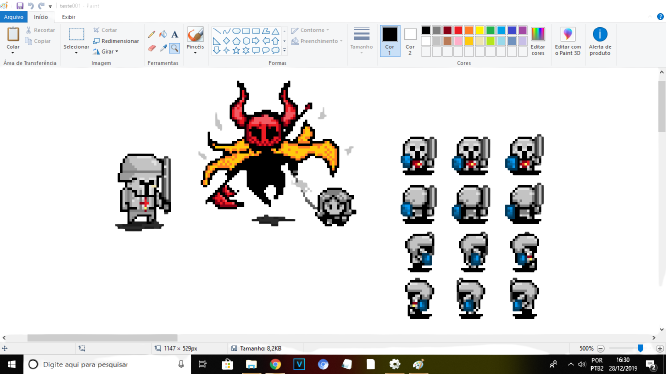 Arquivo
Início
Exibir
Colar
Recortar
Copiar
Área de Transferência
Selecionar
Cortar
Redimensionar
Girar
Imagem
Ferramentas
Pincéis
Contorno
Preenchimento
Formas
Tamanho
Cor
1
Cor
2
Cores
Editar
cores
Editar com
o Paint 3D
Alerta de
produto
1147 × 529px
Tamanho: 8,2KB
500%
Digite aqui para pesquisar
POR
PTB2
16:30
28/12/2019
2